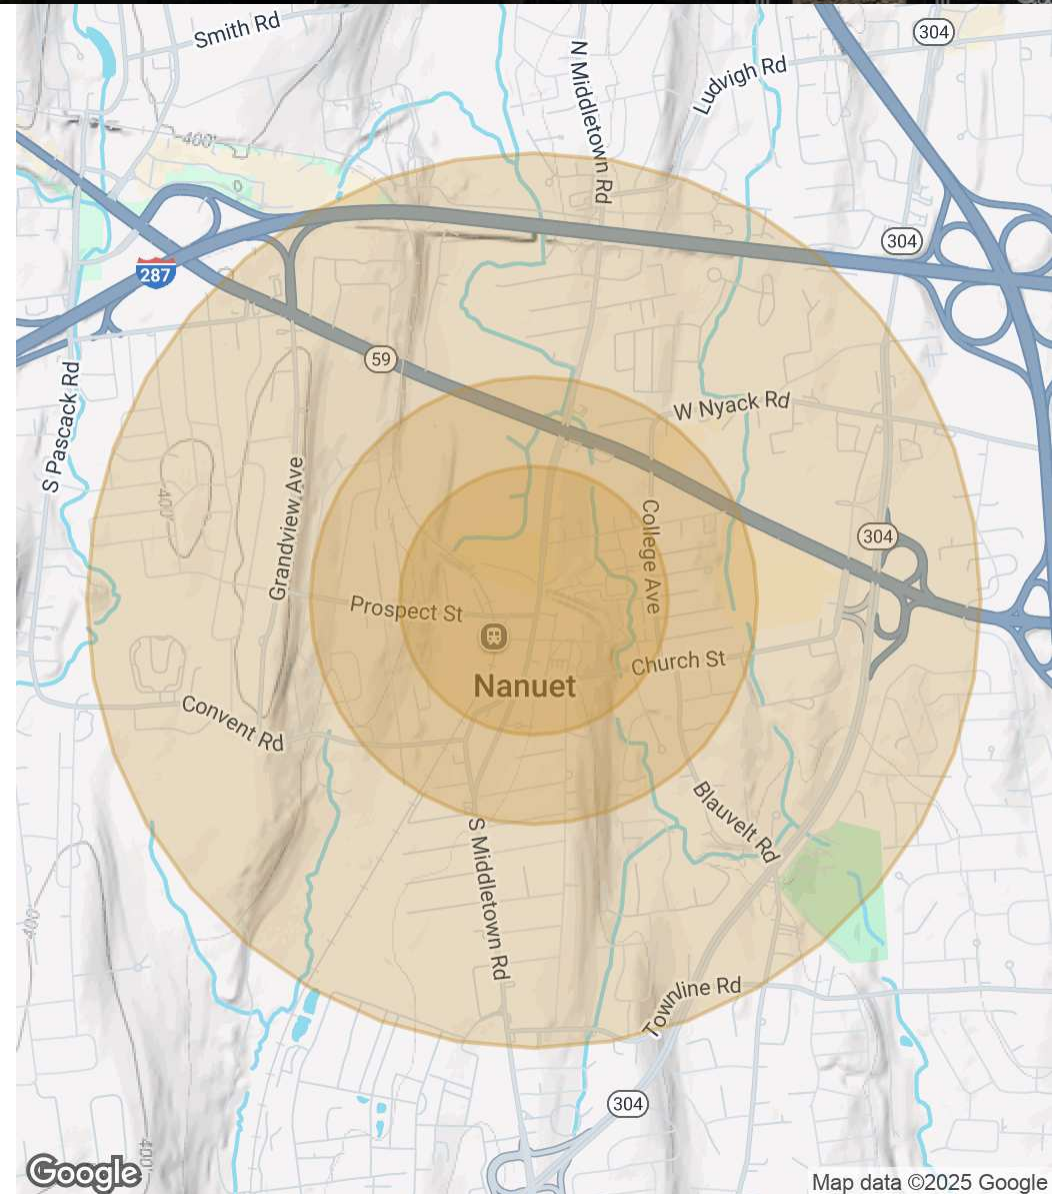 Smith Rd
304
N Middletown Rd
Ludvigh Rd
400'
304
287
59
S Pascack Rd
W Nyack Rd
400'
Grandview Ave
College Ave
304
Prospect St
Church St
Nanuet
Convent Rd
Blauvelt Rd
S Middletown Rd
400'
Townline Rd
304
400'
Google
Map data ©2025 Google